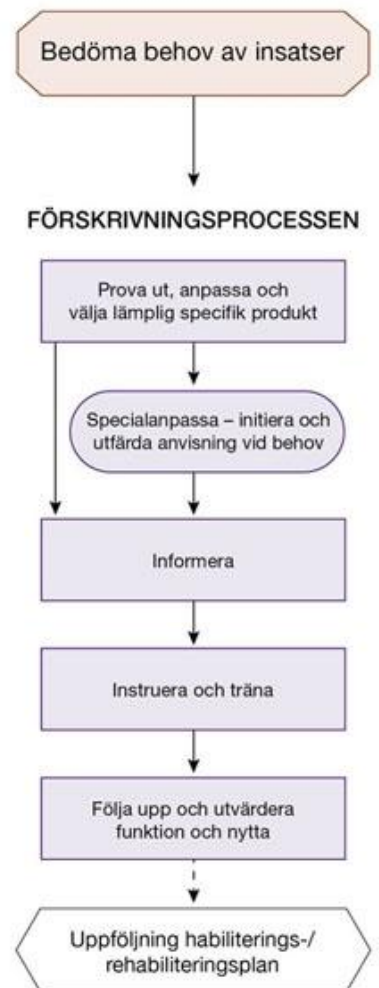 Bedöma behov av insatser
FÖRSKRIVNINGSPROCESSEN
Prova ut, anpassa och
välja lämplig specifik produkt
Specialanpassa – initiera och
utfärda anvisning vid behov
Informera
Instruera och träna
Följa upp och utvärdera
funktion och nytta
Uppföljning habiliterings-/
rehabiliteringsplan